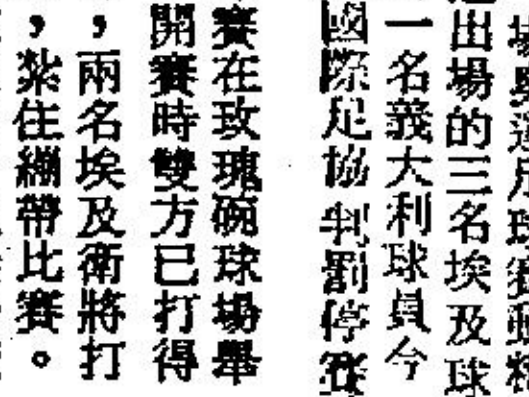 出場的三名埃及球
一名義大利球員今
國際足協判罰停賽
賽在玫瑰碗球場舉
開賽時雙方已打得
，兩名埃及衛將打
，紮住繃帶比賽。